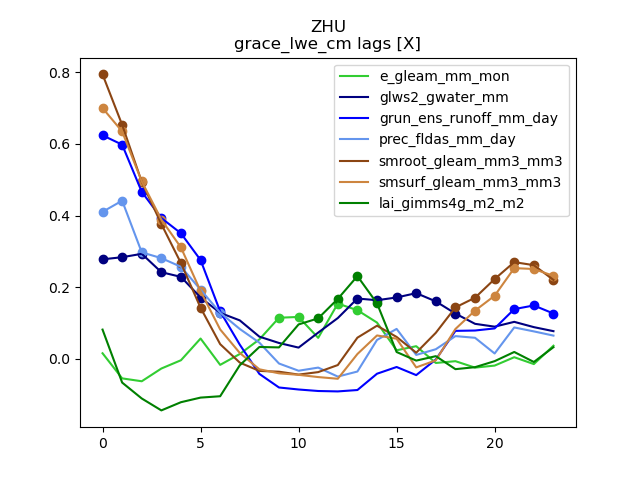 ZHU
grace_lwe_cm lags [X]
0.8
0.6
0.4
0.2
0.0
0
5
10
15
20
e_gleam_mm_mon
glws2_gwater_mm
grun_ens_runoff_mm_day
prec_fldas_mm_day
smroot_gleam_mm3_mm3
smsurf_gleam_mm3_mm3
lai_gimms4g_m2_m2